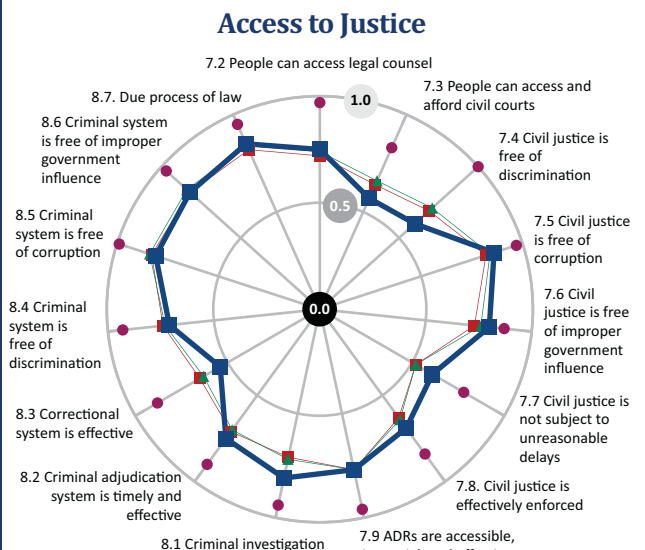 Access to Justice
7.2 People can access legal counsel
7.3 People can access and
afford civil courts
7.4 Civil justice is
free of
discrimination
7.5 Civil justice
is free of
corruption
7.6 Civil
justice is free
of improper
government
influence
7.7 Civil justice is
not subject to
unreasonable
delays
7.8. Civil justice is
effectively enforced
7.9 ADRs are accessible,
8.1 Criminal investigation
8.2 Criminal adjudication
system is timely and
effective
8.3 Correctional
system is effective
8.4 Criminal
system is
free of
discrimination
8.5 Criminal
system is free
of corruption
8.6 Criminal system
is free of improper
government
influence
8.7. Due process of law
1.0
0.5
0.0